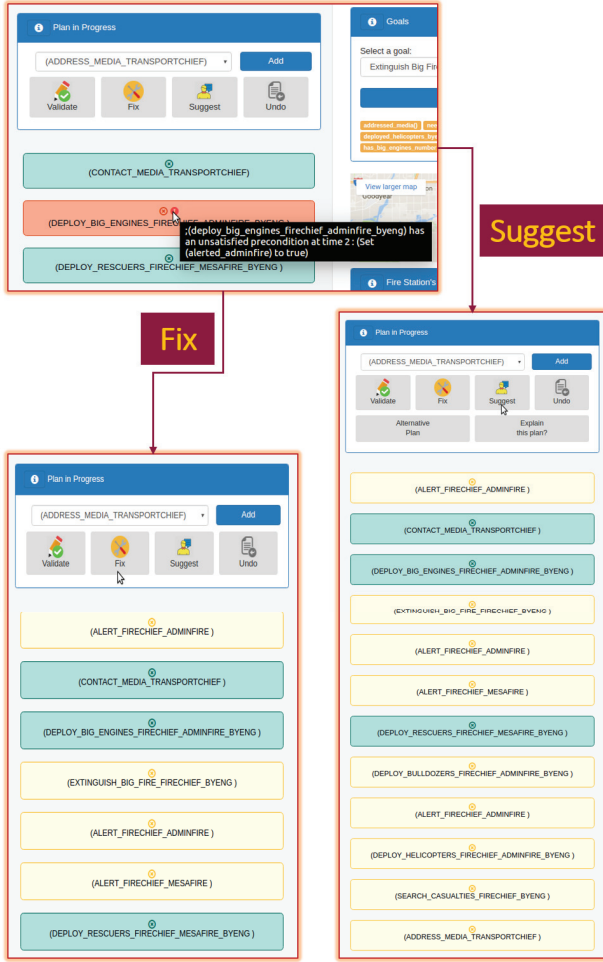 Plan in Progress
(ADDRESS_MEDIA_TRANSPORTCHIEF)
Add
Validate
Fix
Suggest
Undo
(CONTACT_MEDIA_TRANSPORTCHIEF)
(DEPLOY_BIG_ENGINES_FIRECHIEF_ADMINFIRE_BYENG )
;(deploy_big_engines_firechief_adminfire_byeng) has
an unsatisfied precondition at time 2 : (Set
(alerted_adminfire) to true)
(DEPLOY_RESCUERS_FIRECHIEF_MESAFIRE_BYENG )
Goals
Select a goal:
Extinguish Big Fir
addressed_media()
deployed_helicopters_bye
has_big_engines_number
View larger map
Goodyear
Fire Station's
Suggest
Fix
Plan in Progress
(ADDRESS_MEDIA_TRANSPORTCHIEF)
Add
Validate
Fix
Suggest
Undo
(ALERT_FIRECHIEF_ADMINFIRE )
(CONTACT_MEDIA_TRANSPORTCHIEF )
(DEPLOY_BIG_ENGINES_FIRECHIEF_ADMINFIRE_BYENG )
(EXTINGUISH_BIG_FIRE_FIRECHIEF_BYENG )
(ALERT_FIRECHIEF_ADMINFIRE )
(ALERT_FIRECHIEF_MESAFIRE )
(DEPLOY_RESCUERS_FIRECHIEF_MESAFIRE_BYENG )
Plan in Progress
(ADDRESS_MEDIA_TRANSPORTCHIEF)
Add
Validate
Fix
Suggest
Undo
Alternative
Plan
Explain
this plan?
(ALERT_FIRECHIEF_ADMINFIRE )
(CONTACT_MEDIA_TRANSPORTCHIEF )
(DEPLOY_BIG_ENGINES_FIRECHIEF_ADMINFIRE_BYENG )
(EXTINGUISH_BIG_FIRE_FIRECHIEF_BYENG )
(ALERT_FIRECHIEF_ADMINFIRE )
(ALERT_FIRECHIEF_MESAFIRE )
(DEPLOY_RESCUERS_FIRECHIEF_MESAFIRE_BYENG )
(DEPLOY_BULLDOZERS_FIRECHIEF_ADMINFIRE_BYENG )
(ALERT_FIRECHIEF_ADMINFIRE )
(DEPLOY_HELICOPTERS_FIRECHIEF_ADMINFIRE_BYENG )
(SEARCH_CASUALTIES_FIRECHIEF_BYENG )
(ADDRESS_MEDIA_TRANSPORTCHIEF )